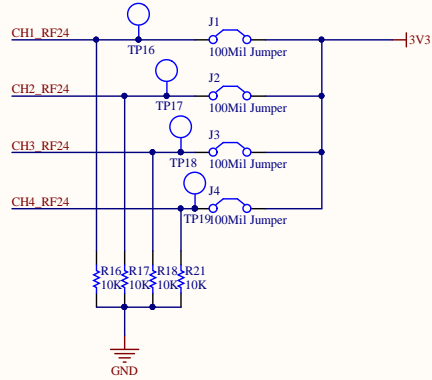 J1
CH1_RF24
3V3
TP16
100Mil Jumper
J2
CH2_RF24
TP17
100Mil Jumper
J3
CH3_RF24
TP18
100Mil Jumper
J4
CH4_RF24
TP19
100Mil Jumper
R16 R17 R18 R21
10K 10K 10K 10K
GND